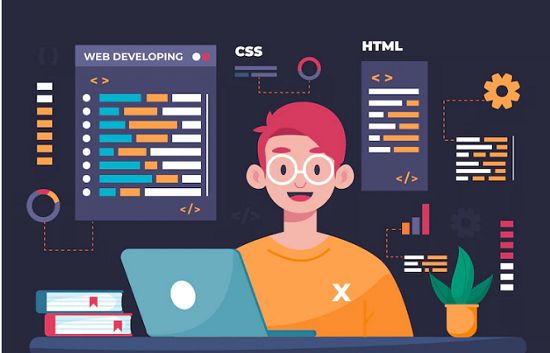 WEB DEVELOPING
CSS
HTML
< >
< >
</>
</>
</>
{ }
X